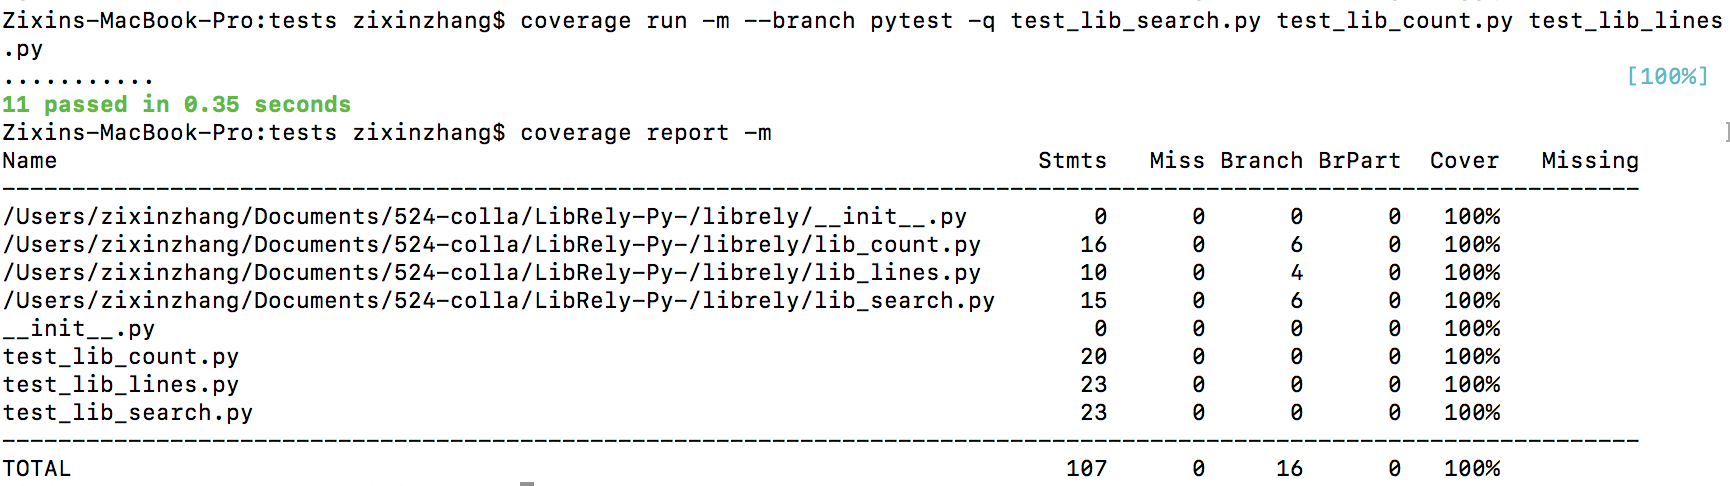 Zixins-MacBook-Pro:tests zixinzhang$ coverage run -m --branch pytest -q test_lib_search.py test_lib_count.py test_lib_lines
.py
........... [100%]
11 passed in 0.35 seconds
Zixins-MacBook-Pro:tests zixinzhang$ coverage report -m ]
Name Stmts Miss Branch BrPart Cover Missing
---------------------------------------------------------------------------------------------------------------------
/Users/zixinzhang/Documents/524-colla/LibRely-Py-/librely/__init__.py 0 0 0 0 100%
/Users/zixinzhang/Documents/524-colla/LibRely-Py-/librely/lib_count.py 16 0 6 0 100%
/Users/zixinzhang/Documents/524-colla/LibRely-Py-/librely/lib_lines.py 10 0 4 0 100%
/Users/zixinzhang/Documents/524-colla/LibRely-Py-/librely/lib_search.py 15 0 6 0 100%
__init__.py 0 0 0 0 100%
test_lib_count.py 20 0 0 0 100%
test_lib_lines.py 23 0 0 0 100%
test_lib_search.py 23 0 0 0 100%
---------------------------------------------------------------------------------------------------------------------
TOTAL 107 0 16 0 100%